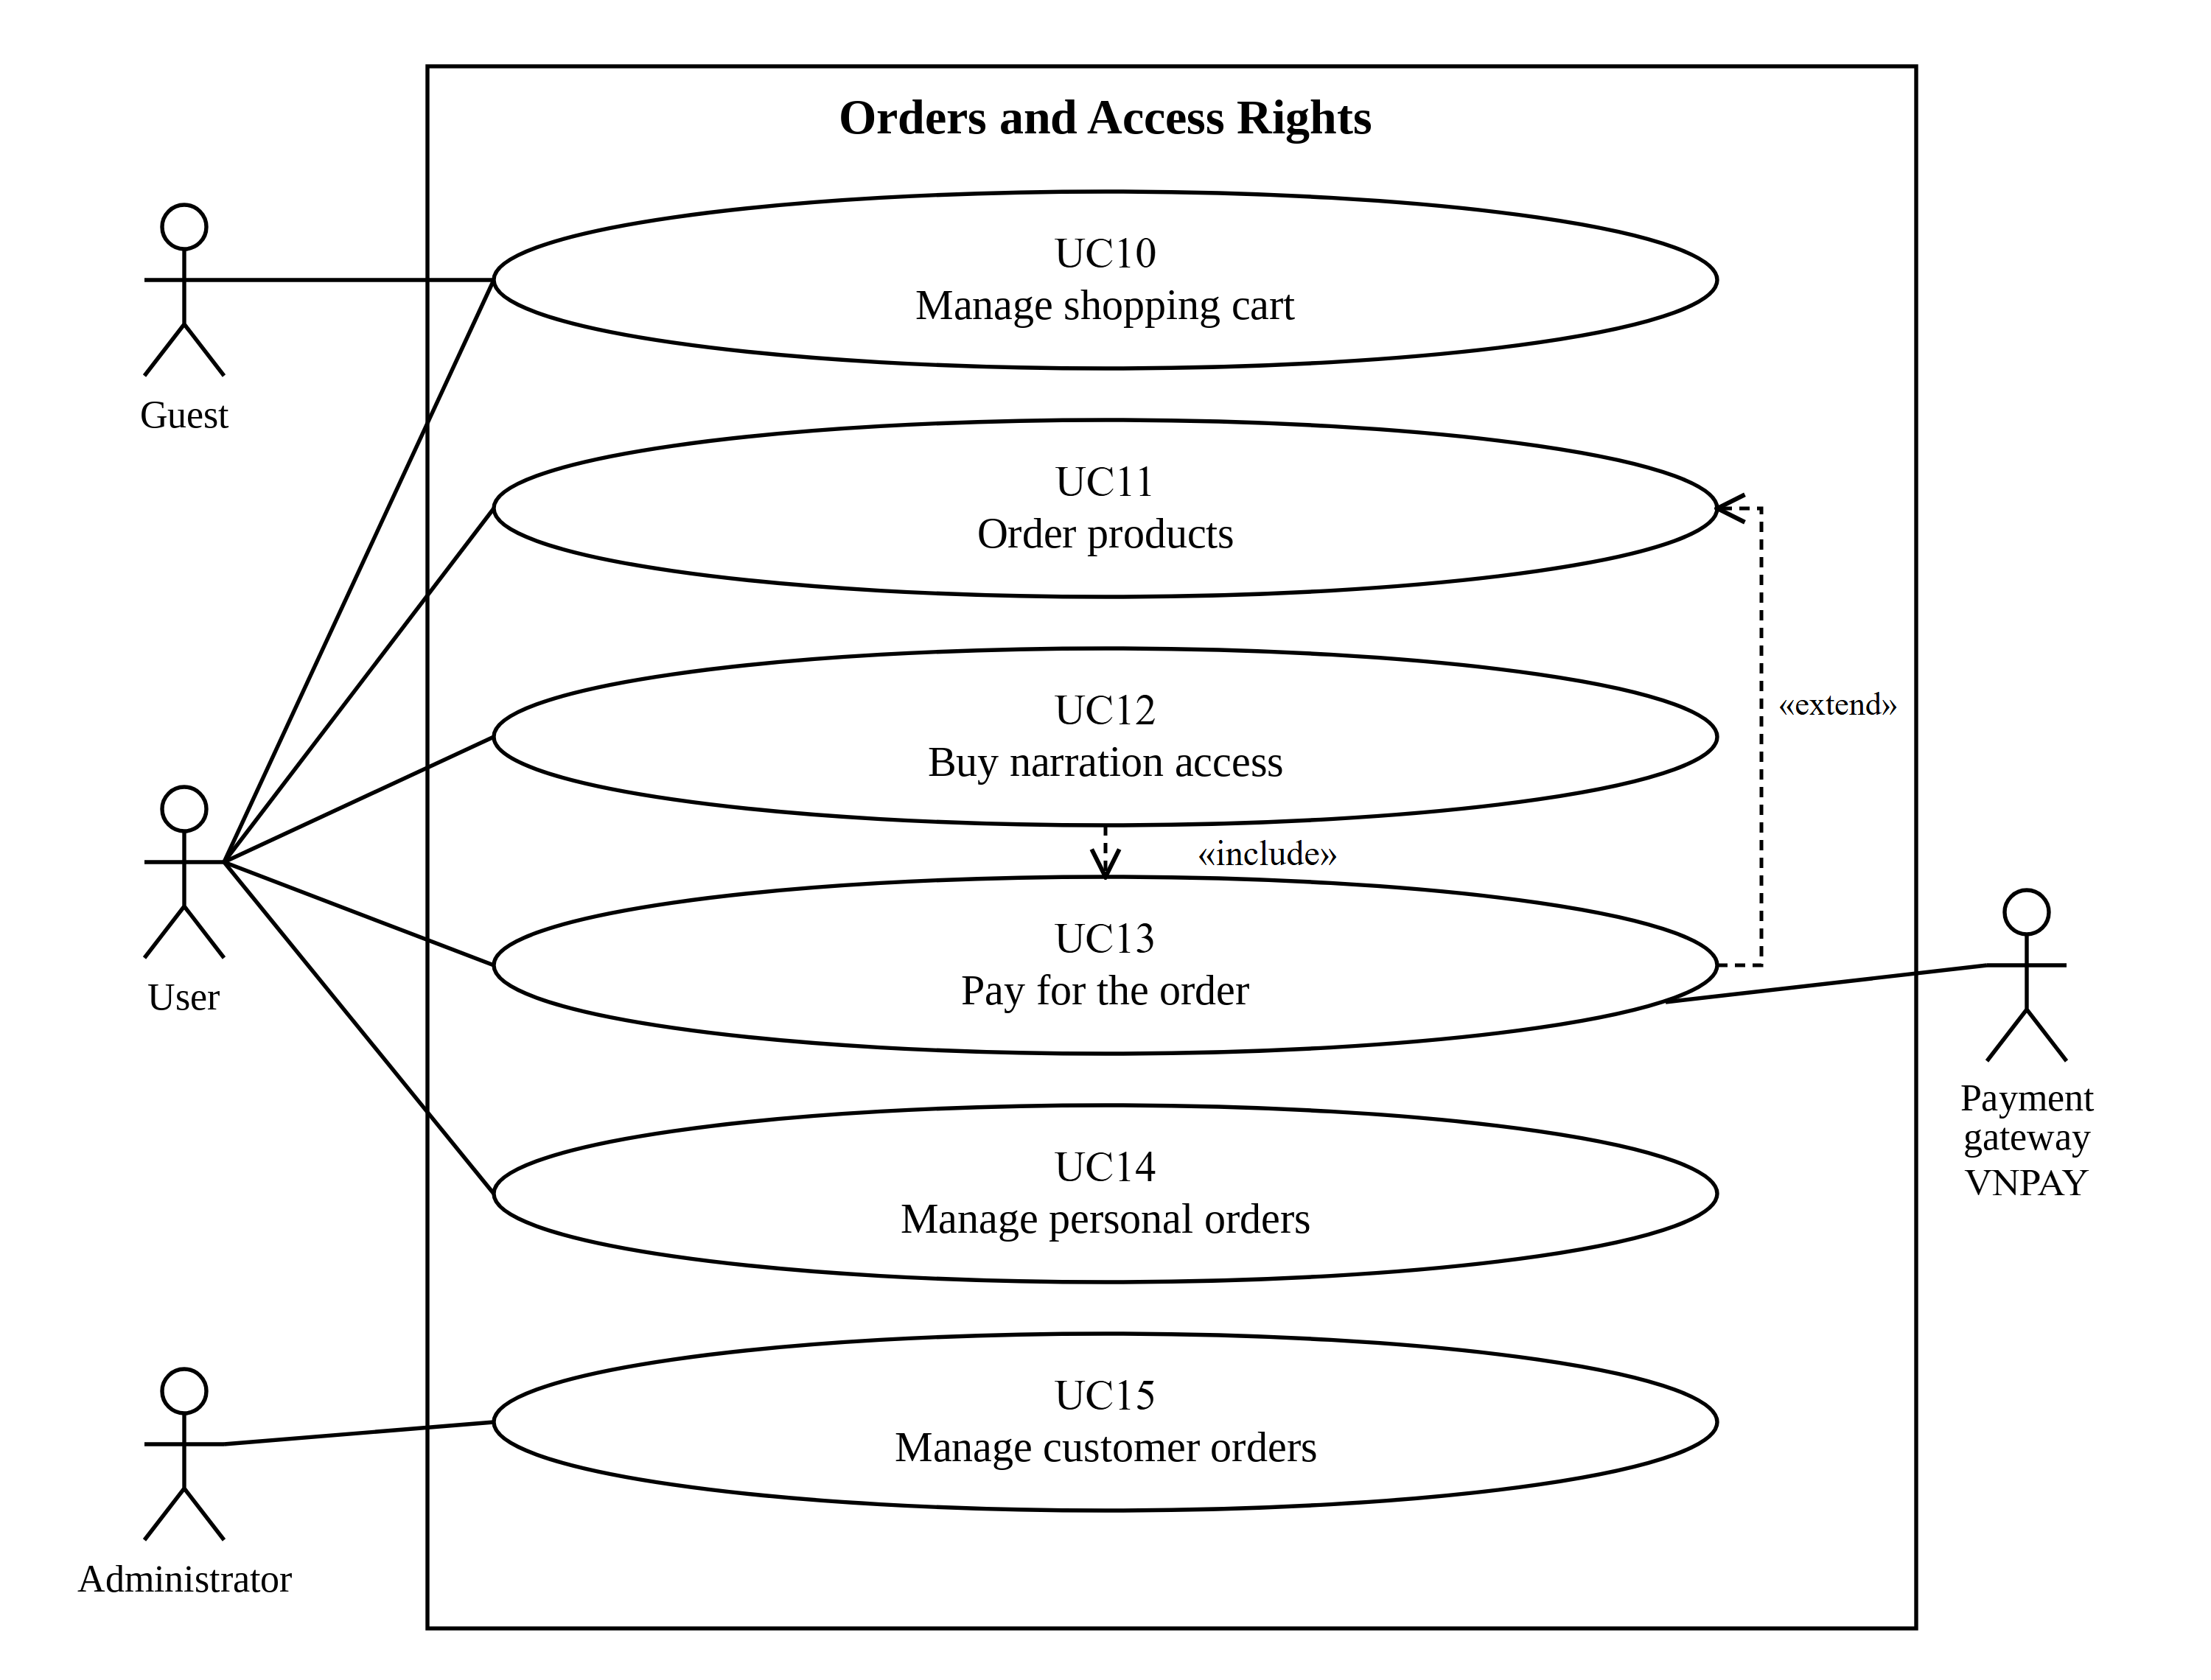 Orders and Access Rights
UC10
Manage shopping cart
Guest
UC11
Order products
UC12
Buy narration access
«extend»
«include»
User
UC13
Pay for the order
Payment
gateway
VNPAY
UC14
Manage personal orders
UC15
Manage customer orders
Administrator